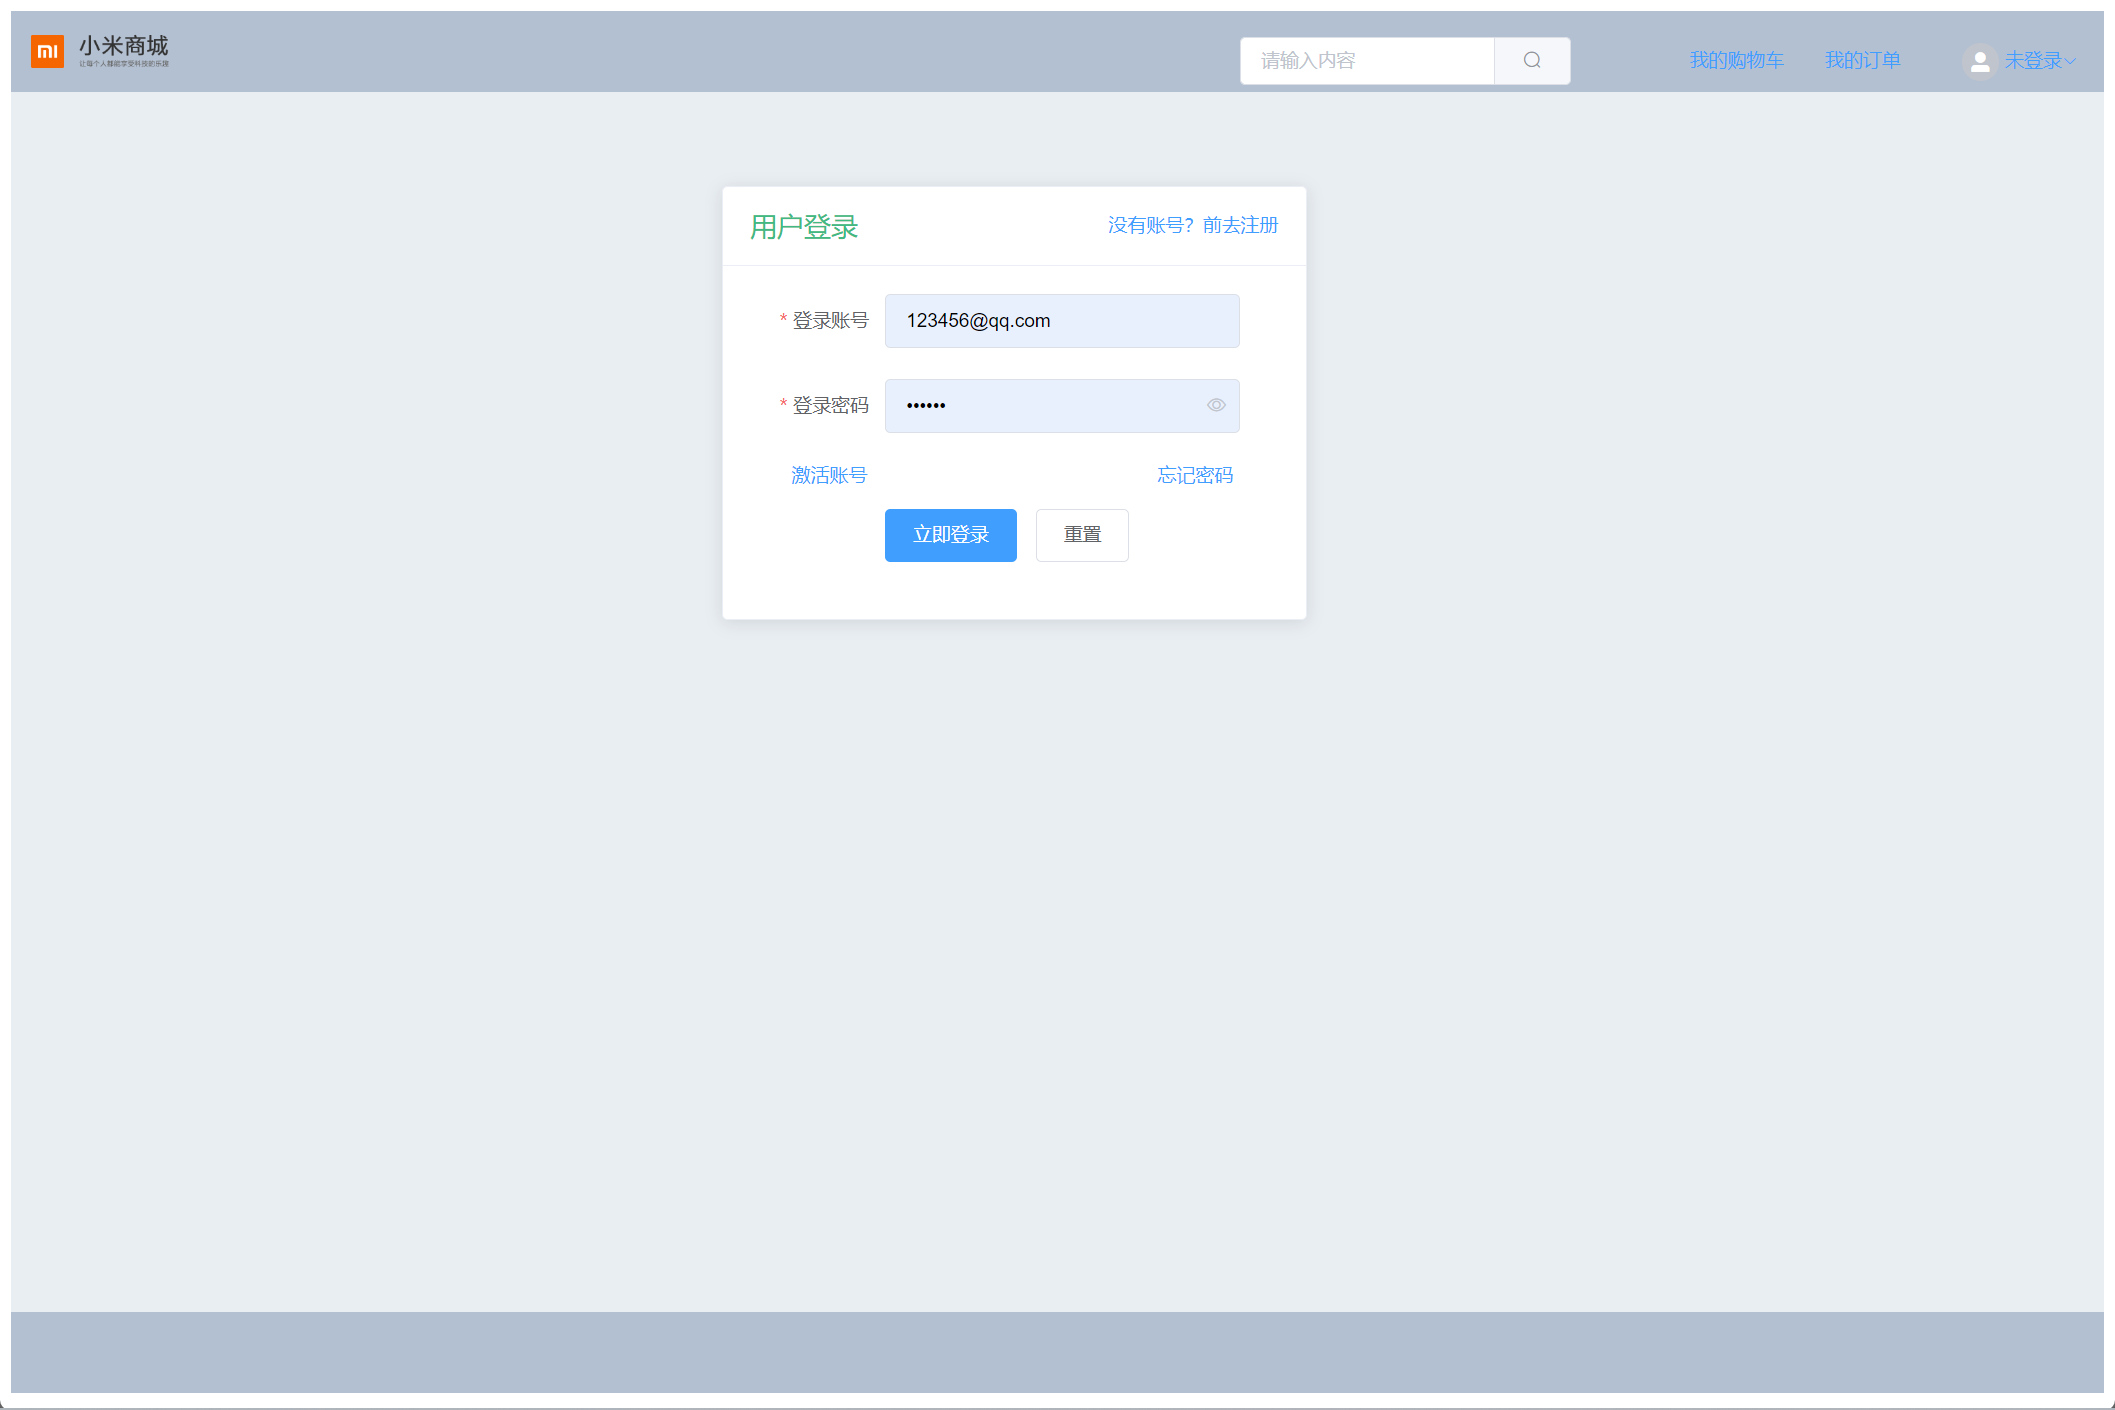 小米商城
让每个人都能享受科技的乐趣
请输入内容
我的购物车
我的订单
未登录
用户登录
没有账号？前去注册
* 登录账号 123456@qq.com
* 登录密码 ••••••
激活账号 忘记密码
立即登录 重置